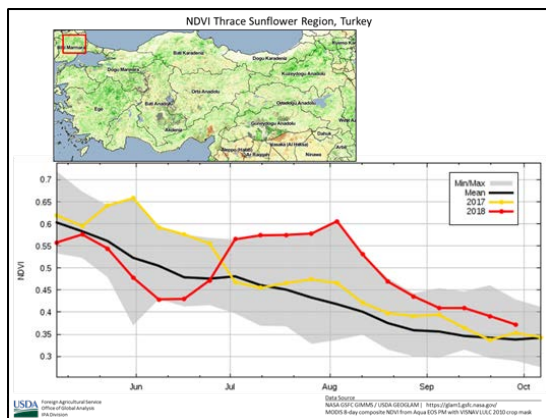 NDVI Thrace Sunflower Region, Turkey
Bati Marmara
Bati Karadeniz
Dogu Karadeniz
Dogu Marmara
Kuzeydogu Anadolu
Ege
Bati Anadolu
Orta Anadolu
Ortadogu Anadolu
Akdeniz
Guneydogu Anadolu
Ninawa
NDVI
0.7
0.65
0.6
0.55
0.5
0.45
0.4
0.35
0.3
Min/Max
Mean
2017
2018
Jun
Jul
Aug
Sep
Oct
USDA
Foreign Agricultural Service
Office of Global Analysis
IPA Division
Data Source
NASA GSFC GIMMS / USDA GEOGLAM | https://glam1.gsfc.nasa.gov/
MODIS 8-day composite NDVI from Aqua EOS PM with VISNAV LULC 2010 crop mask